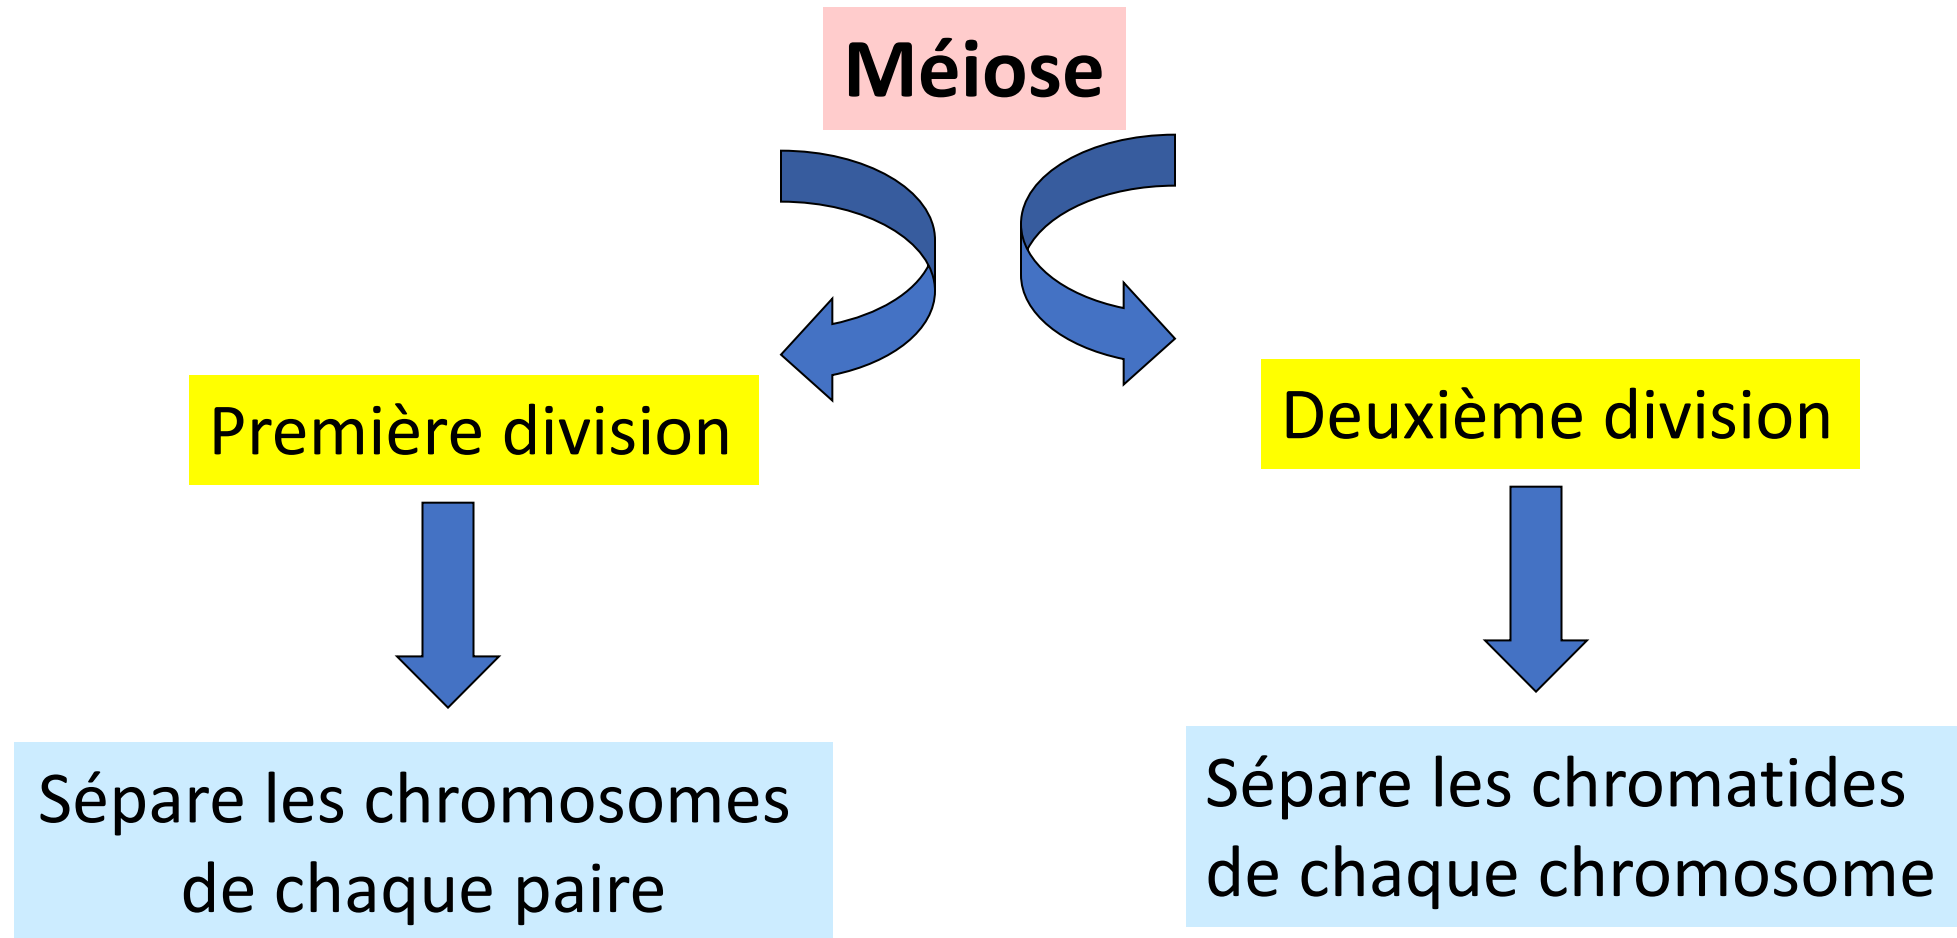 Méiose
Première division
Deuxième division
Sépare les chromosomes
de chaque paire
Sépare les chromatides
de chaque chromosome